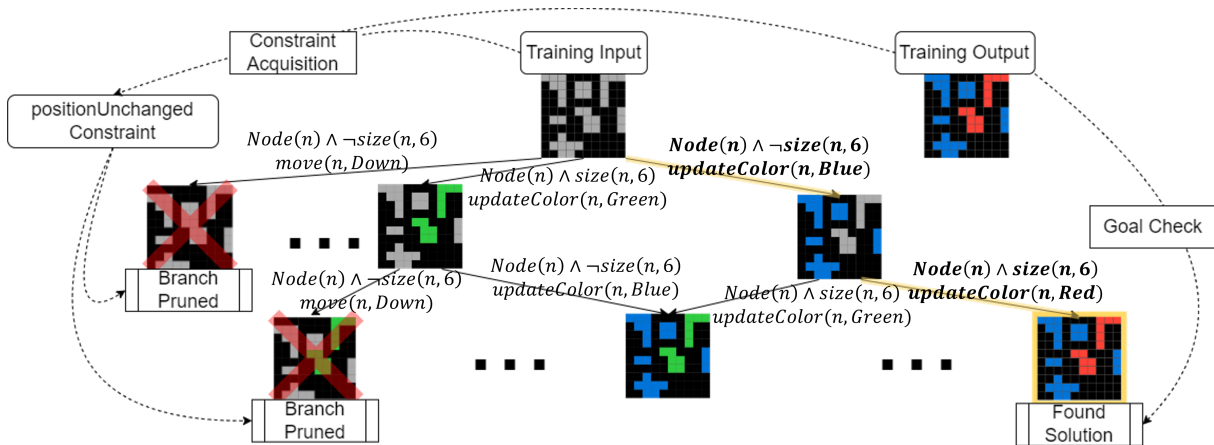 Constraint
Acquisition
Training Input
Training Output
positionUnchanged
Constraint
Node(n) ∧ ¬size(n, 6)
move(n, Down)
Node(n) ∧ size(n, 6)
updateColor(n, Green)
Node(n) ∧ ¬size(n, 6)
updateColor(n, Blue)
Goal Check
Branch
Pruned
Node(n) ∧ ¬size(n, 6)
move(n, Down)
Node(n) ∧ ¬size(n, 6)
updateColor(n, Blue)
Node(n) ∧ size(n, 6)
updateColor(n, Green)
Node(n) ∧ size(n, 6)
updateColor(n, Red)
Branch
Pruned
Found
Solution